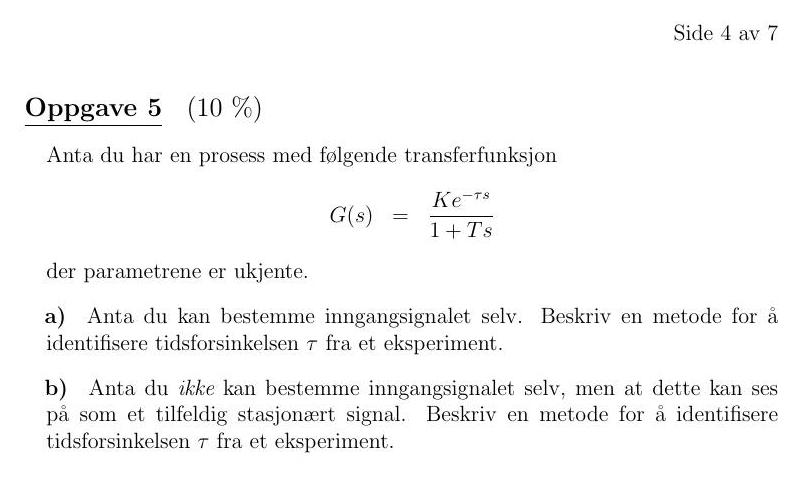 Side 4 av 7
Oppgave 5 (10 %)
Anta du har en prosess med følgende transferfunksjon
G(s) = Ke^{-τs} / (1 + Ts)
der parametrene er ukjente.
a) Anta du kan bestemme inngangsignalet selv. Beskriv en metode for å
identifisere tidsforsinkelsen τ fra et eksperiment.
b) Anta du ikke kan bestemme inngangsignalet selv, men at dette kan ses
på som et tilfeldig stasjonært signal. Beskriv en metode for å identifisere
tidsforsinkelsen τ fra et eksperiment.